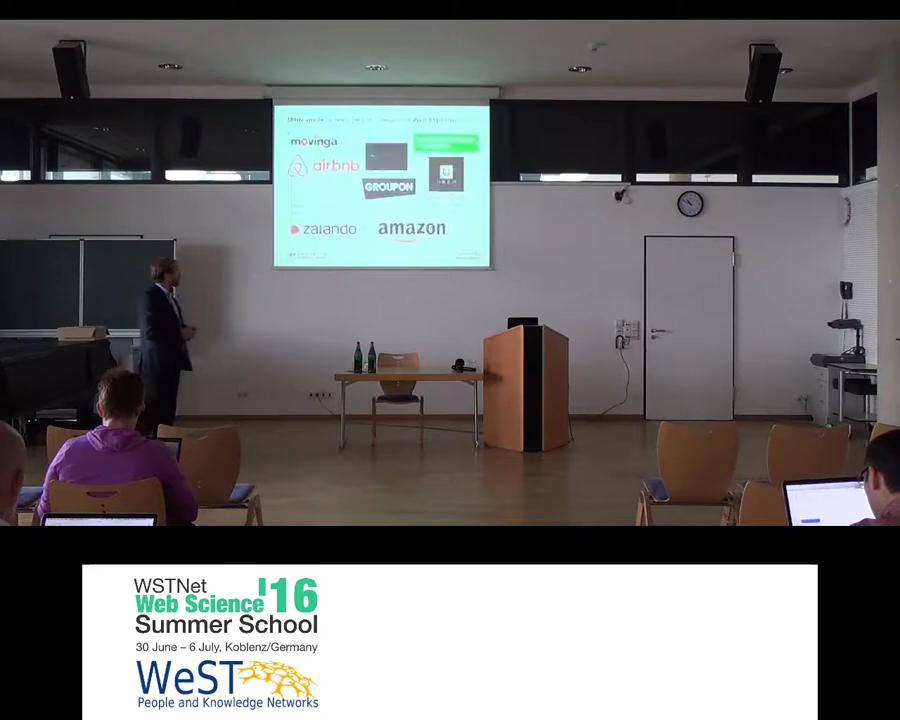 movinga
airbnb
GROUPON
UBER
zalando
amazon
WSTNet
Web Science '16
Summer School
30 June – 6 July, Koblenz/Germany
WeST
People and Knowledge Networks